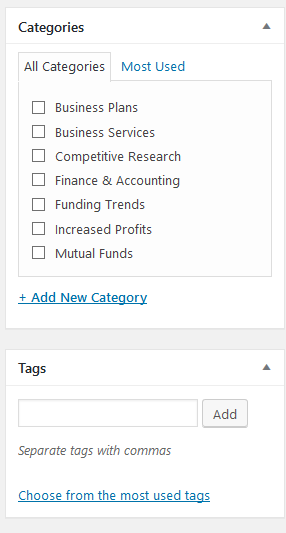 Categories
All Categories Most Used
Business Plans
Business Services
Competitive Research
Finance & Accounting
Funding Trends
Increased Profits
Mutual Funds
+ Add New Category
Tags
Add
Separate tags with commas
Choose from the most used tags